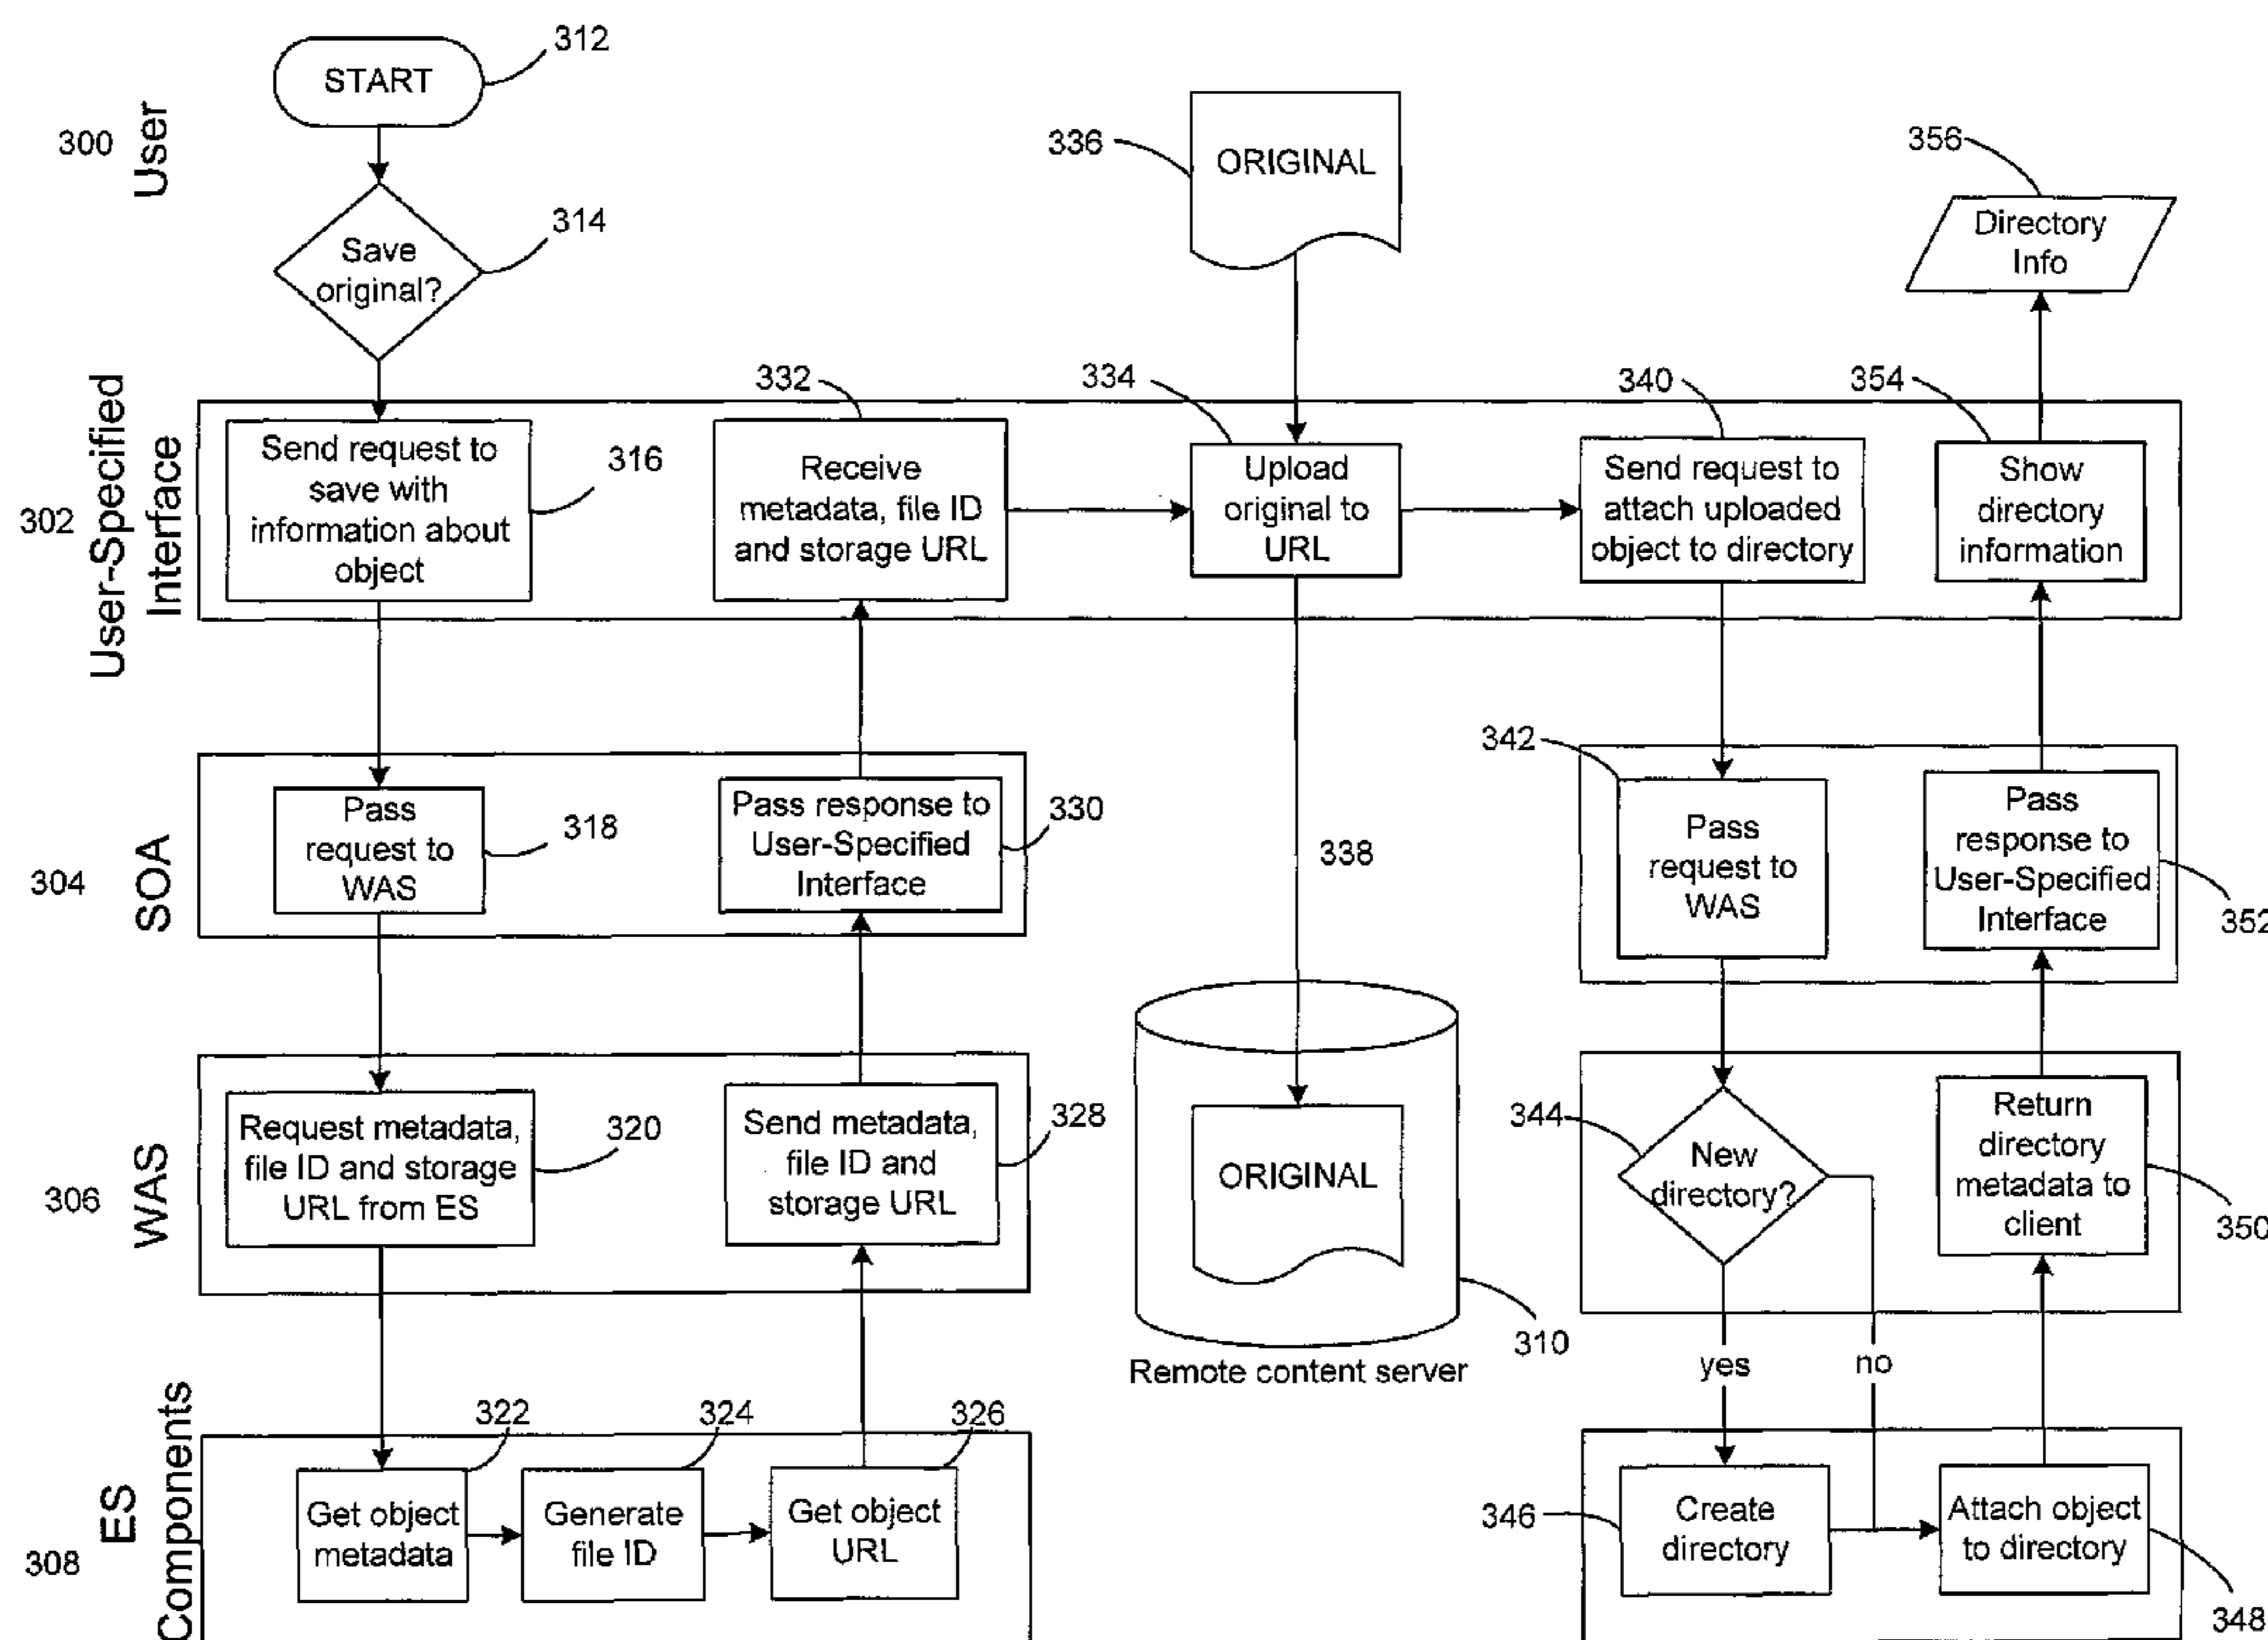 312
START
300
User
314
Save
original?
336
ORIGINAL
356
Directory
Info
302
User-Specified
Interface
Send request to
save with
information about
object
316
332
Receive
metadata, file ID
and storage URL
334
Upload
original to
URL
340
Send request to
attach uploaded
object to directory
354
Show
directory
information
304
SOA
Pass
request to
WAS
318
Pass response to
User-Specified
Interface
330
338
342
Pass
request to
WAS
Pass
response to
User-Specified
Interface
352
306
WAS
Request metadata,
file ID and storage
URL from ES
320
Send metadata,
file ID and
storage URL
328
ORIGINAL
310
Remote content server
344
New
directory?
yes
no
Return
directory
metadata to
client
350
308
ES
Components
322
Get object
metadata
324
Generate
file ID
326
Get object
URL
346
Create
directory
Attach object
to directory
348